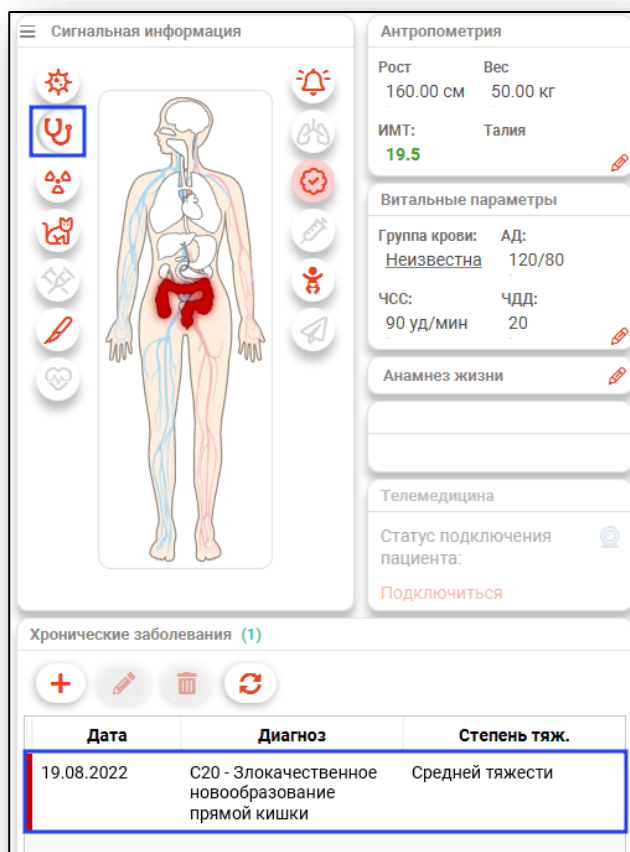 Сигнальная информация
Антропометрия
Рост Вес
160.00 см 50.00 кг
ИМТ: Талия
19.5
Витальные параметры
Группа крови: АД:
Неизвестна 120/80
ЧСС: ЧДД:
90 уд/мин 20
Анамнез жизни
Телемедицина
Статус подключения
пациента:
Подключиться
Хронические заболевания (1)
Дата Диагноз Степень тяж.
19.08.2022 C20 - Злокачественное Средней тяжести
новообразование
прямой кишки